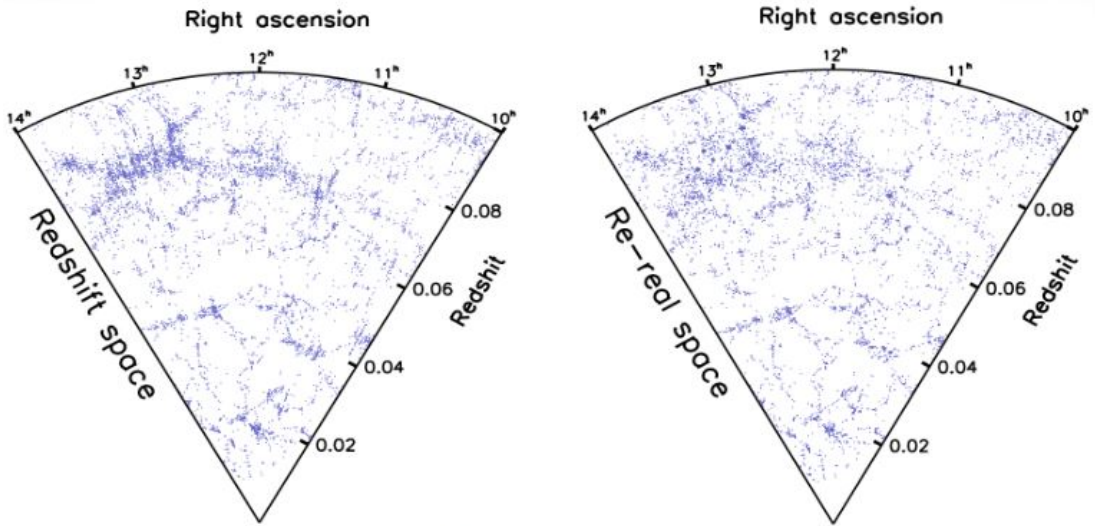 Right ascension
12ʰ
13ʰ
11ʰ
14ʰ
10ʰ
0.08
0.06
0.04
0.02
Redshift space
Redshit
Right ascension
12ʰ
13ʰ
11ʰ
14ʰ
10ʰ
0.08
0.06
0.04
0.02
Re-real space
Redshit